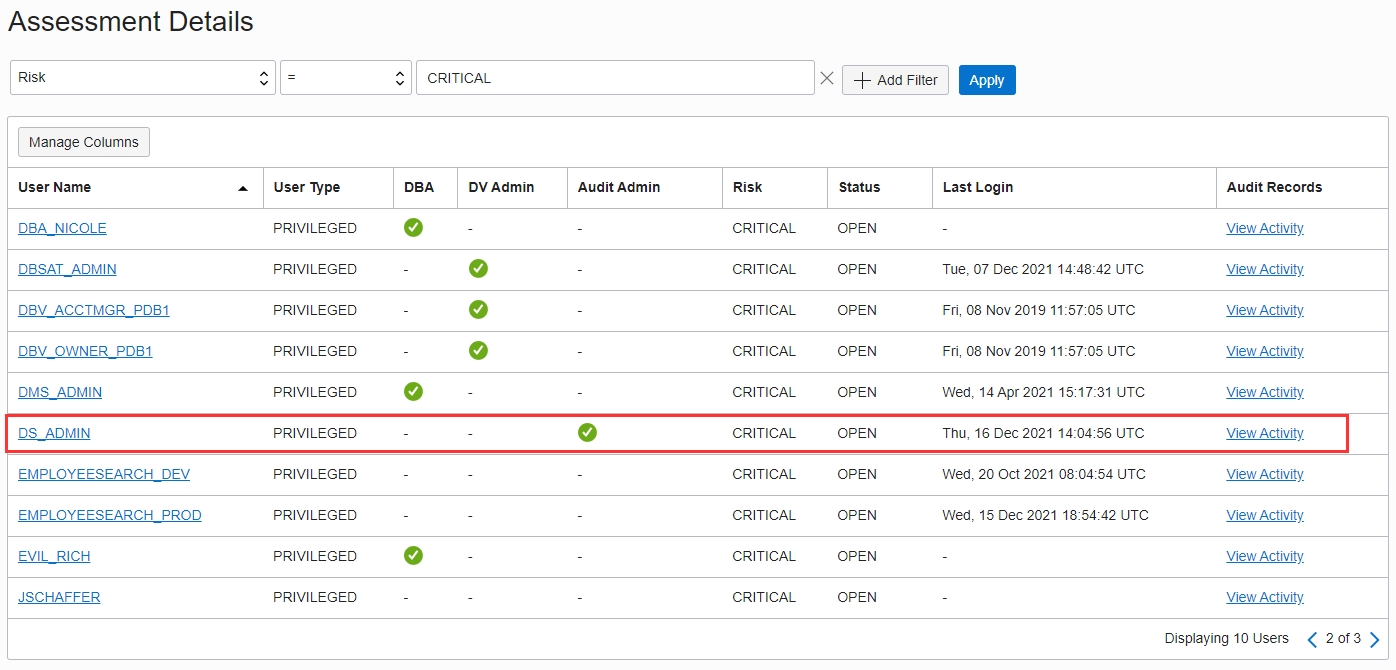 Assessment Details
Risk = CRITICAL Add Filter Apply
Manage Columns
User Name User Type DBA DV Admin Audit Admin Risk Status Last Login Audit Records
DBA_NICOLE PRIVILEGED - - CRITICAL OPEN - View Activity
DBSAT_ADMIN PRIVILEGED - - CRITICAL OPEN Tue, 07 Dec 2021 14:48:42 UTC View Activity
DBV_ACCTMGR_PDB1 PRIVILEGED - - CRITICAL OPEN Fri, 08 Nov 2019 11:57:05 UTC View Activity
DBV_OWNER_PDB1 PRIVILEGED - - CRITICAL OPEN Fri, 08 Nov 2019 11:57:05 UTC View Activity
DMS_ADMIN PRIVILEGED - - CRITICAL OPEN Wed, 14 Apr 2021 15:17:31 UTC View Activity
DS_ADMIN PRIVILEGED - - CRITICAL OPEN Thu, 16 Dec 2021 14:04:56 UTC View Activity
EMPLOYEESEARCH_DEV PRIVILEGED - - - CRITICAL OPEN Wed, 20 Oct 2021 08:04:54 UTC View Activity
EMPLOYEESEARCH_PROD PRIVILEGED - - - CRITICAL OPEN Wed, 15 Dec 2021 18:54:42 UTC View Activity
EVIL_RICH PRIVILEGED - - CRITICAL OPEN - View Activity
JSCHAFFER PRIVILEGED - - - CRITICAL OPEN - View Activity
Displaying 10 Users 2 of 3